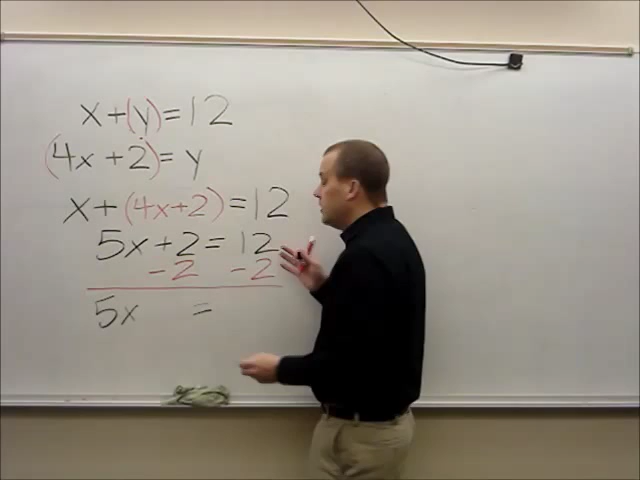 x+(y)=12
(4x+2)=y
x+(4x+2)=12
5x+2=12
-2 -2
5x =